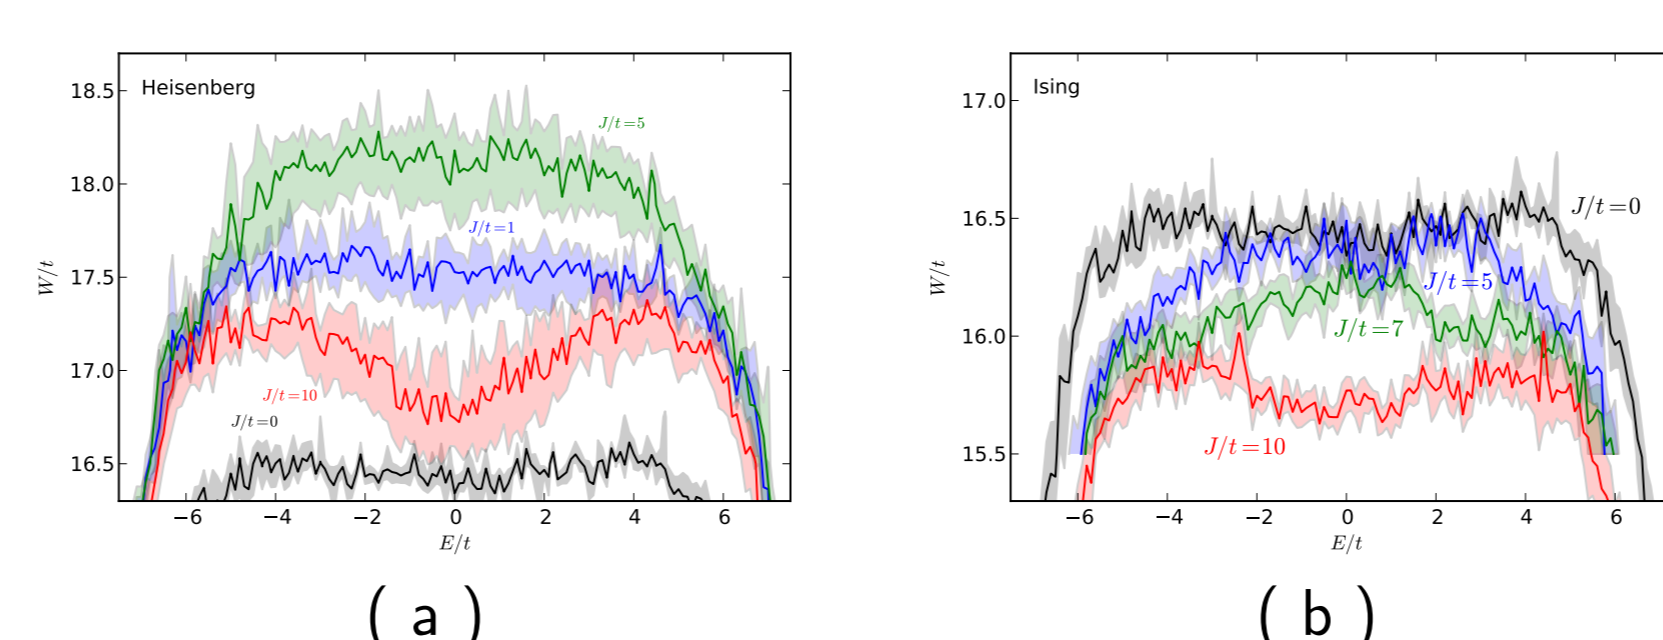 Heisenberg
18.5
18.0
17.5
17.0
16.5
W/t
J/t=5
J/t=1
J/t=10
J/t=0
−6 −4 −2 0 2 4 6
E/t
( a )
Ising
17.0
16.5
16.0
15.5
W/t
J/t=0
J/t=5
J/t=7
J/t=10
−6 −4 −2 0 2 4 6
E/t
( b )